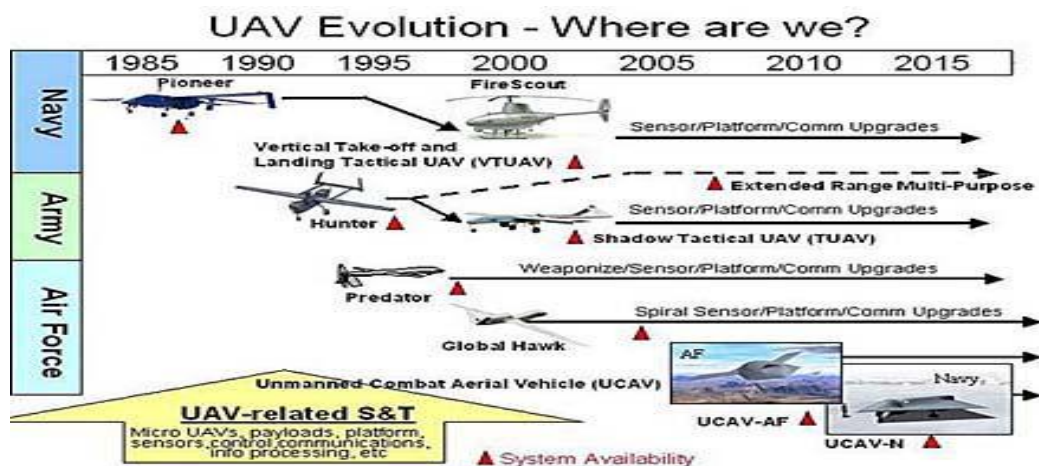 UAV Evolution - Where are we?
1985 1990 1995 2000 2005 2010 2015
Navy
Pioneer
FireScout
Sensor/Platform/Comm Upgrades
Vertical Take-off and
Landing Tactical UAV (VTUAV)
Army
Extended Range Multi-Purpose
Hunter
Sensor/Platform/Comm Upgrades
Shadow Tactical UAV (TUAV)
Air Force
Weaponize/Sensor/Platform/Comm Upgrades
Predator
Spiral Sensor/Platform/Comm Upgrades
Global Hawk
AF
Unmanned Combat Aerial Vehicle (UCAV)
Navy
UCAV-AF
UCAV-N
UAV-related S&T
Micro UAVs, payloads, platform,
sensors,control,communications,
info processing, etc
System Availability